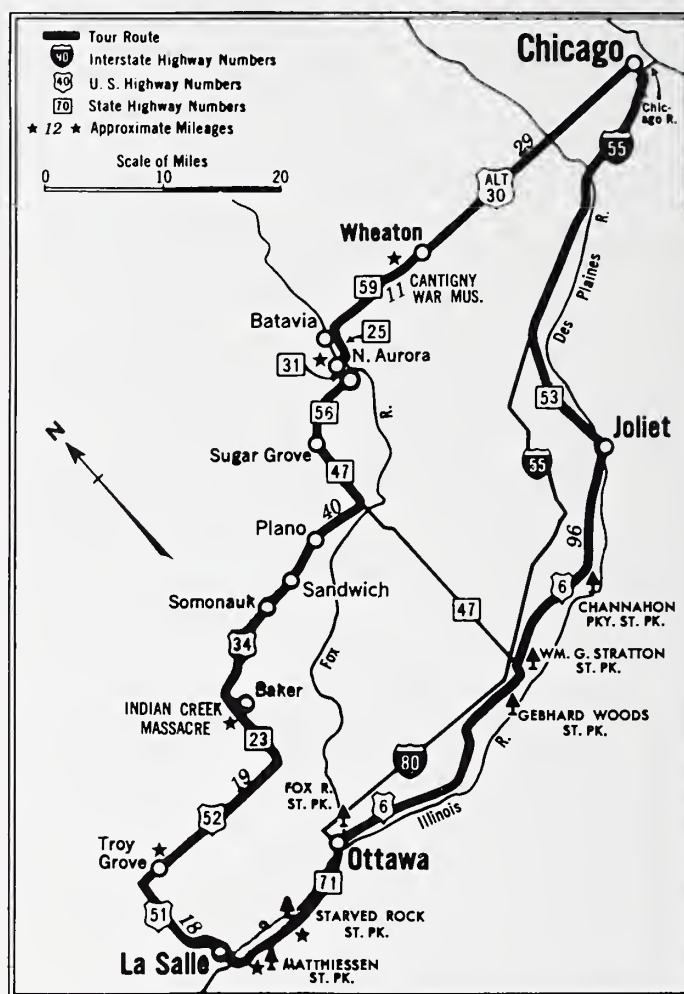 Tour Route
40 Interstate Highway Numbers
40 U.S. Highway Numbers
70 State Highway Numbers
★ 12 ★ Approximate Mileages
Scale of Miles
0 10 20
Chicago
Chic-
ago R.
29
55
ALT
30
R.
Des Plaines
Wheaton
59
11
CANTIGNY
WAR MUS.
Batavia
25
31
N. Aurora
56
R.
53
Joliet
Sugar Grove
47
N
40
55
Plano
96
Sandwich
6
Somonauk
47
CHANNAHON
PKY. ST. PK.
34
Fox
WM. G. STRATTON
ST. PK.
Baker
INDIAN CREEK
MASSACRE
GEBHARD WOODS
ST. PK.
23
R.
80
19
FOX R.
ST. PK.
52
6
Illinois
Troy
Grove
Ottawa
71
51
18
STARVED ROCK
ST. PK.
La Salle
MATTHIESSEN
ST. PK.